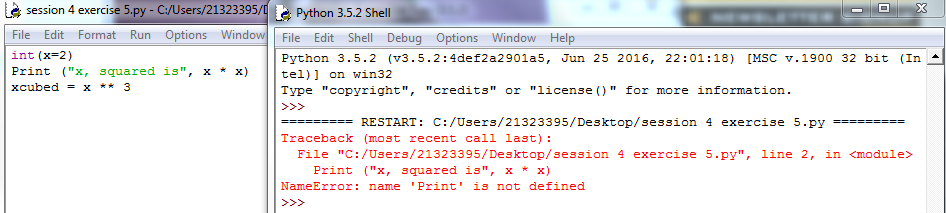 session 4 exercise 5.py - C:/Users/21323395/D
File Edit Format Run Options Window
int(x=2)
Print ("x, squared is", x * x)
xcubed = x ** 3
Python 3.5.2 Shell
File Edit Shell Debug Options Window Help
Python 3.5.2 (v3.5.2:4def2a2901a5, Jun 25 2016, 22:01:18) [MSC v.1900 32 bit (In
tel)] on win32
Type "copyright", "credits" or "license()" for more information.
>>>
========= RESTART: C:/Users/21323395/Desktop/session 4 exercise 5.py =========
Traceback (most recent call last):
  File "C:/Users/21323395/Desktop/session 4 exercise 5.py", line 2, in <module>
    Print ("x, squared is", x * x)
NameError: name 'Print' is not defined
>>>